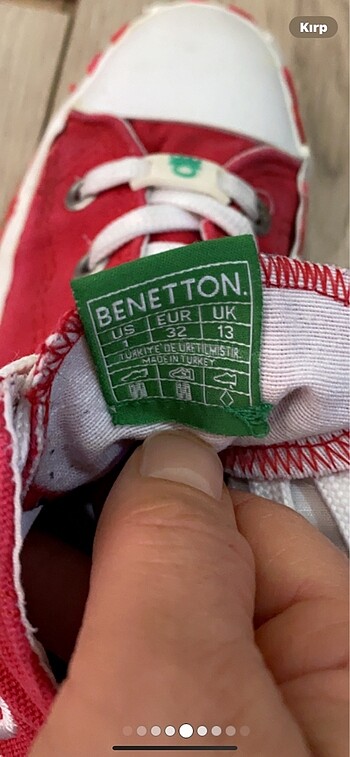 Kırp
BENETTON.
US EUR UK
1 32 13
TÜRKİYE'DE ÜRETİLMİŞTİR.
MADE IN TURKEY